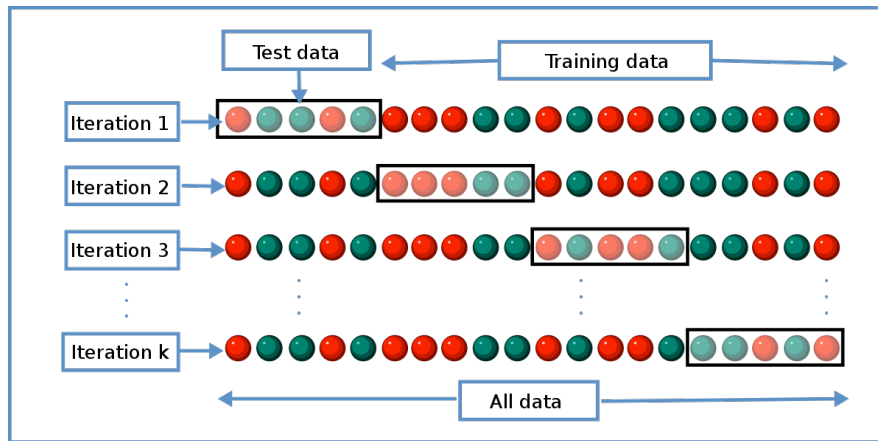 Test data
Training data
Iteration 1
Iteration 2
Iteration 3
Iteration k
All data